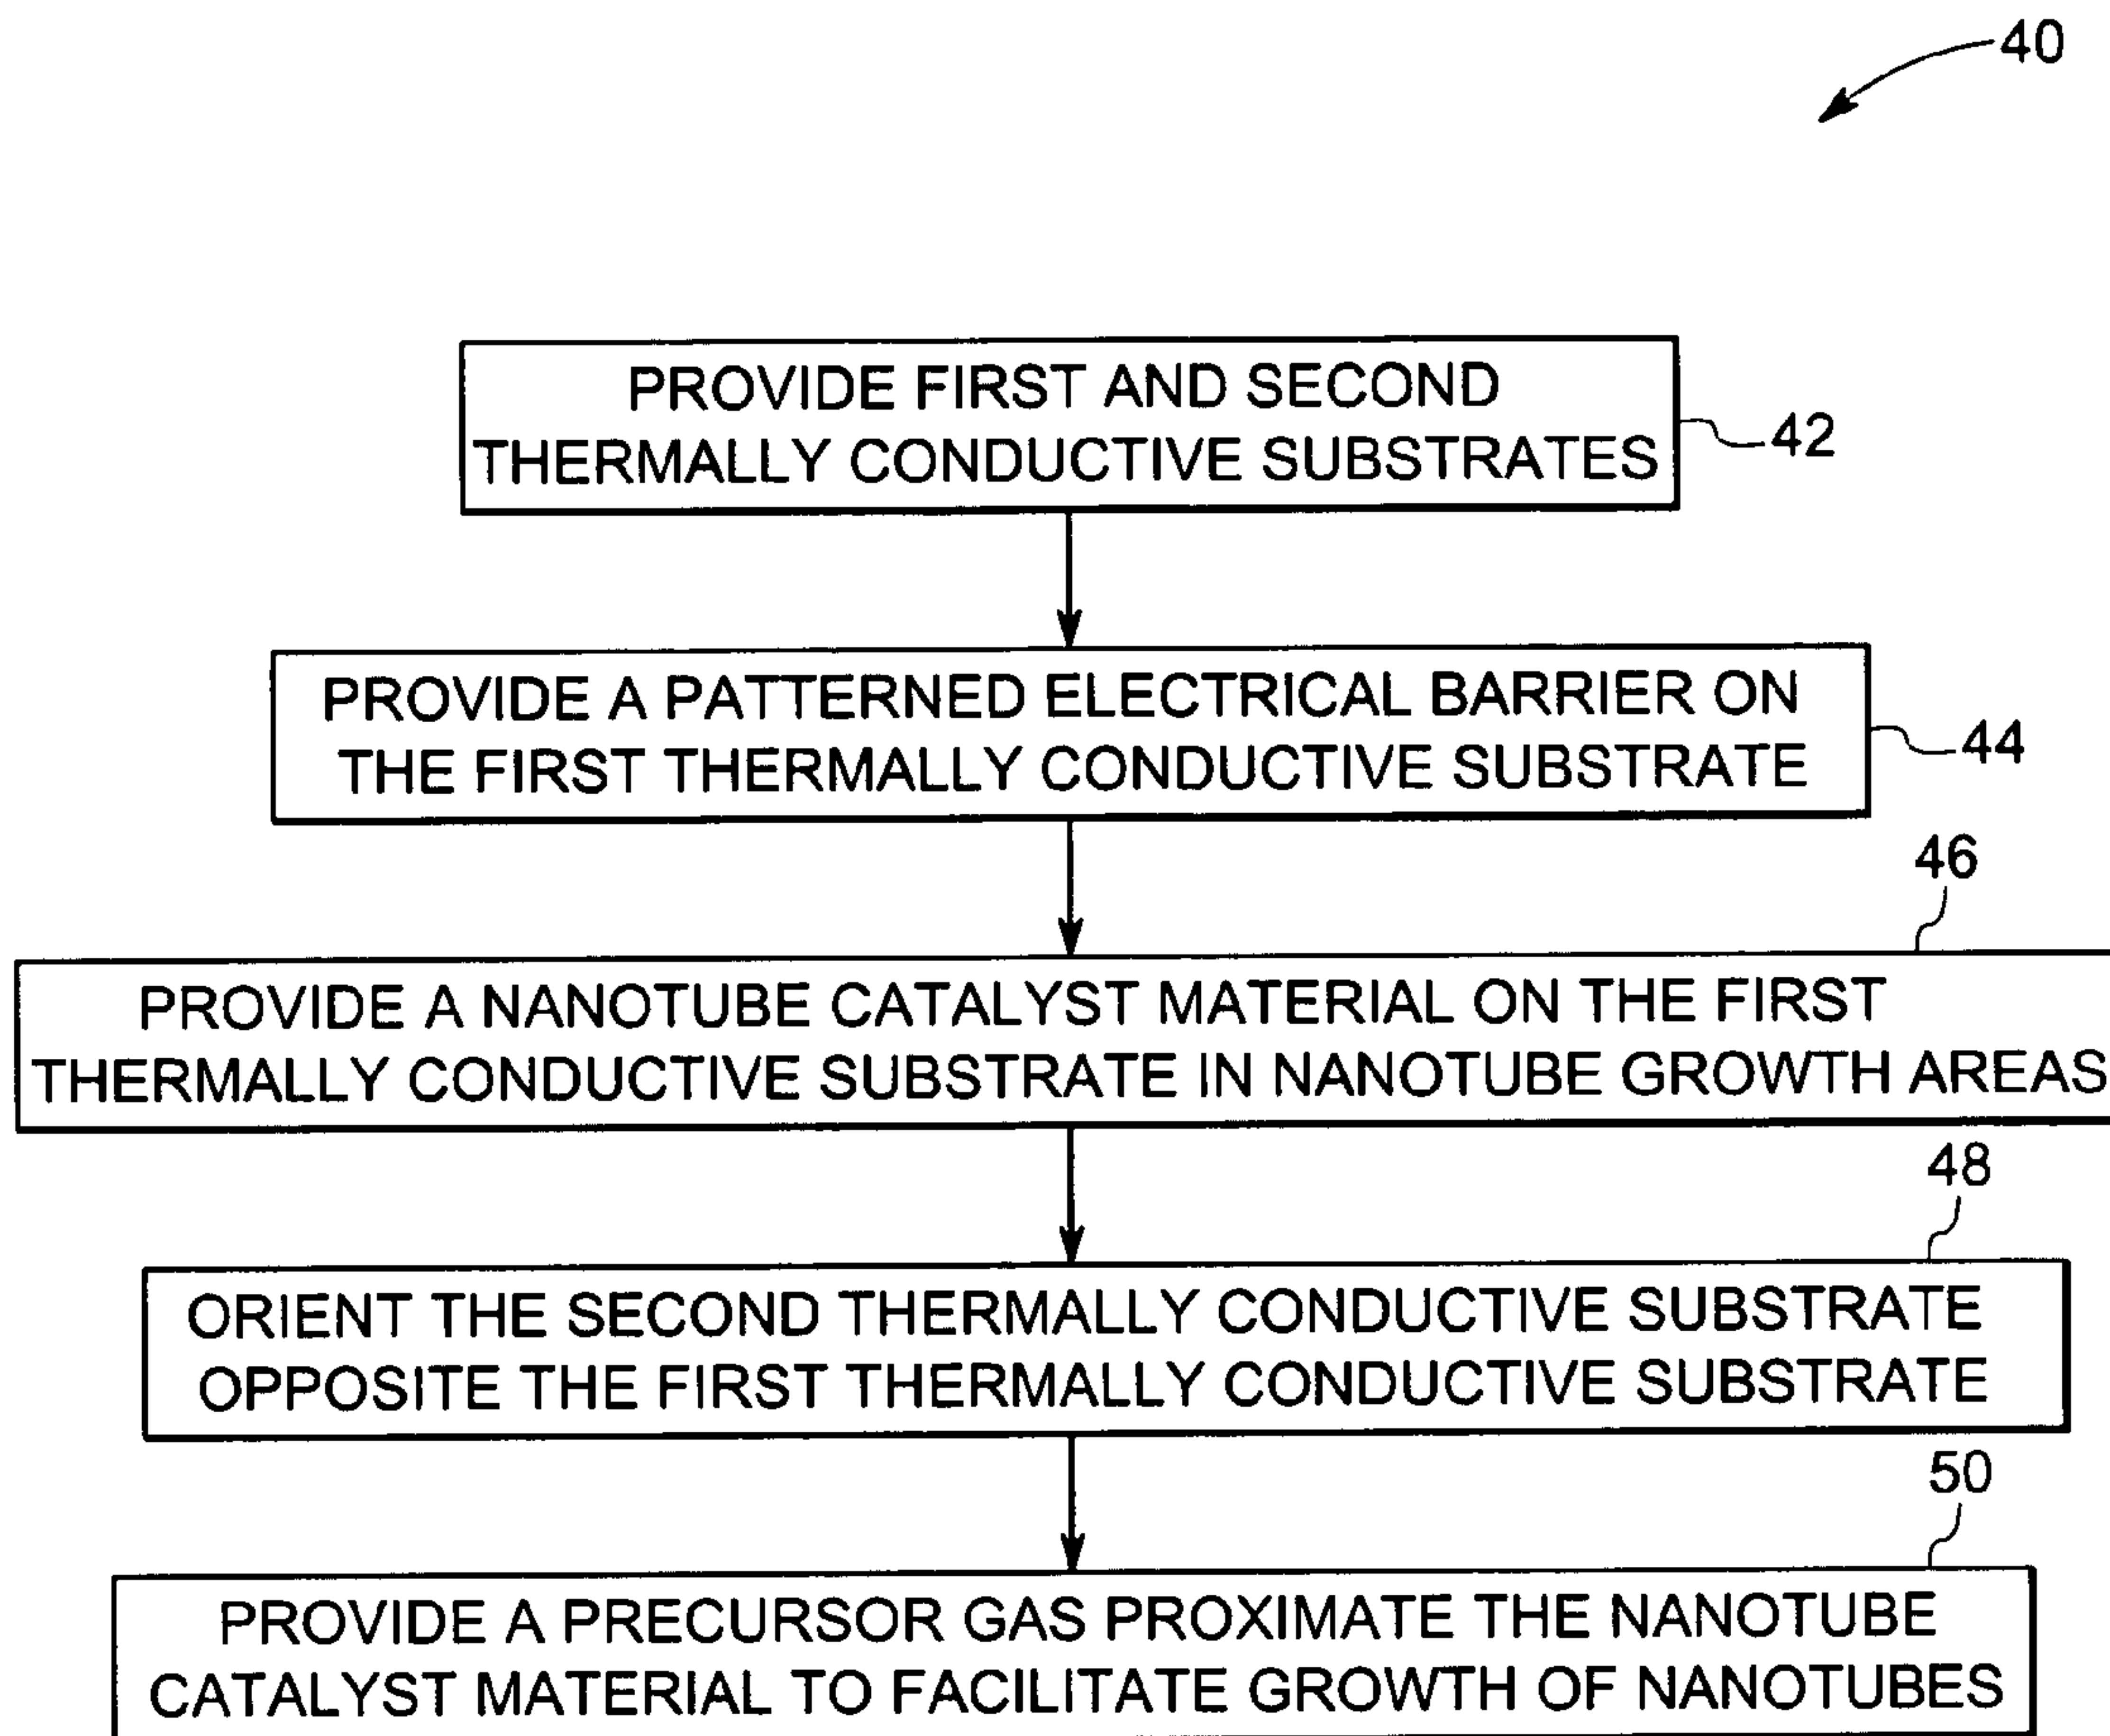 40
PROVIDE FIRST AND SECOND
THERMALLY CONDUCTIVE SUBSTRATES
42
PROVIDE A PATTERNED ELECTRICAL BARRIER ON
THE FIRST THERMALLY CONDUCTIVE SUBSTRATE
44
46
PROVIDE A NANOTUBE CATALYST MATERIAL ON THE FIRST
THERMALLY CONDUCTIVE SUBSTRATE IN NANOTUBE GROWTH AREAS
48
ORIENT THE SECOND THERMALLY CONDUCTIVE SUBSTRATE
OPPOSITE THE FIRST THERMALLY CONDUCTIVE SUBSTRATE
50
PROVIDE A PRECURSOR GAS PROXIMATE THE NANOTUBE
CATALYST MATERIAL TO FACILITATE GROWTH OF NANOTUBES